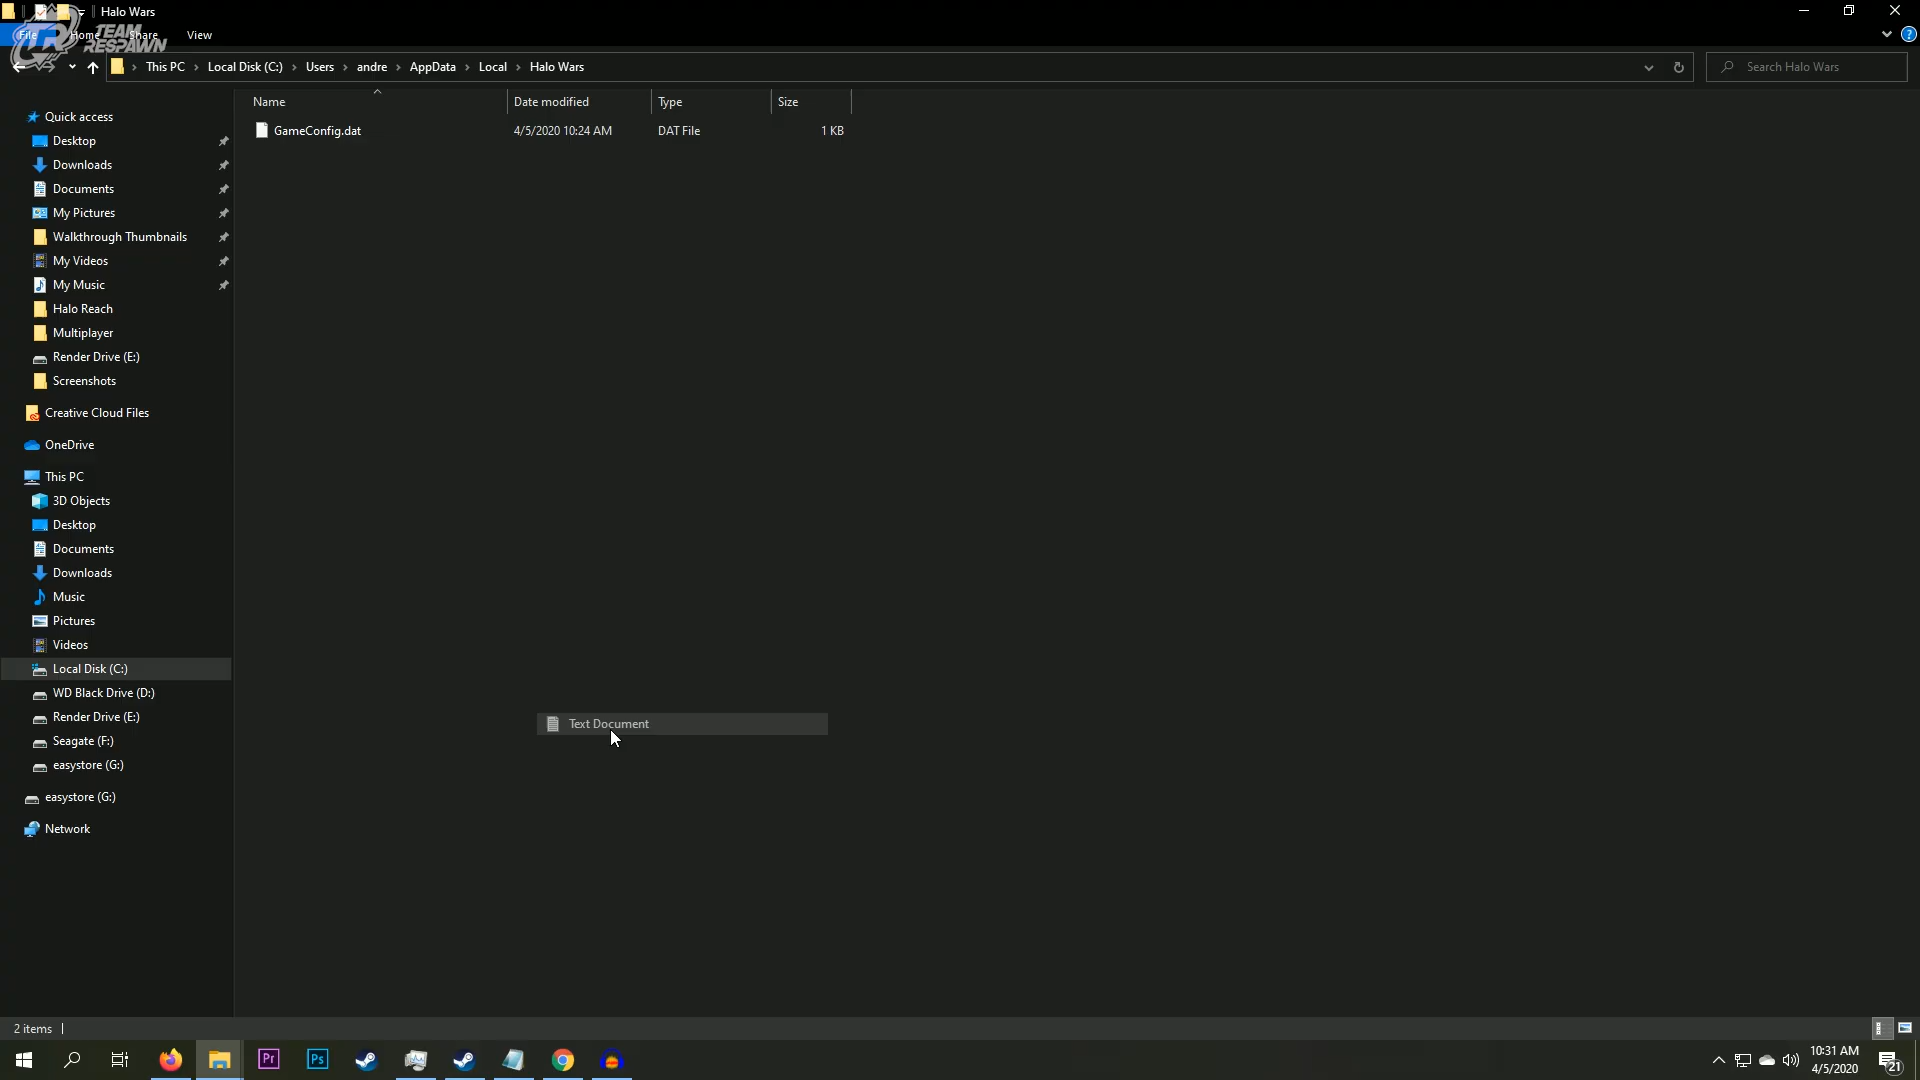 Halo Wars
File Home Share View
TEAM RESPAWN
This PC Local Disk (C:) Users andre AppData Local Halo Wars
Search Halo Wars
Name Date modified Type Size
GameConfig.dat 4/5/2020 10:24 AM DAT File 1 KB
Quick access
Desktop
Downloads
Documents
My Pictures
Walkthrough Thumbnails
My Videos
My Music
Halo Reach
Multiplayer
Render Drive (E:)
Screenshots
Creative Cloud Files
OneDrive
This PC
3D Objects
Desktop
Documents
Downloads
Music
Pictures
Videos
Local Disk (C:)
WD Black Drive (D:)
Render Drive (E:)
Seagate (F:)
easystore (G:)
easystore (G:)
Network
Text Document
2 items
Pr Ps
10:31 AM
4/5/2020
21